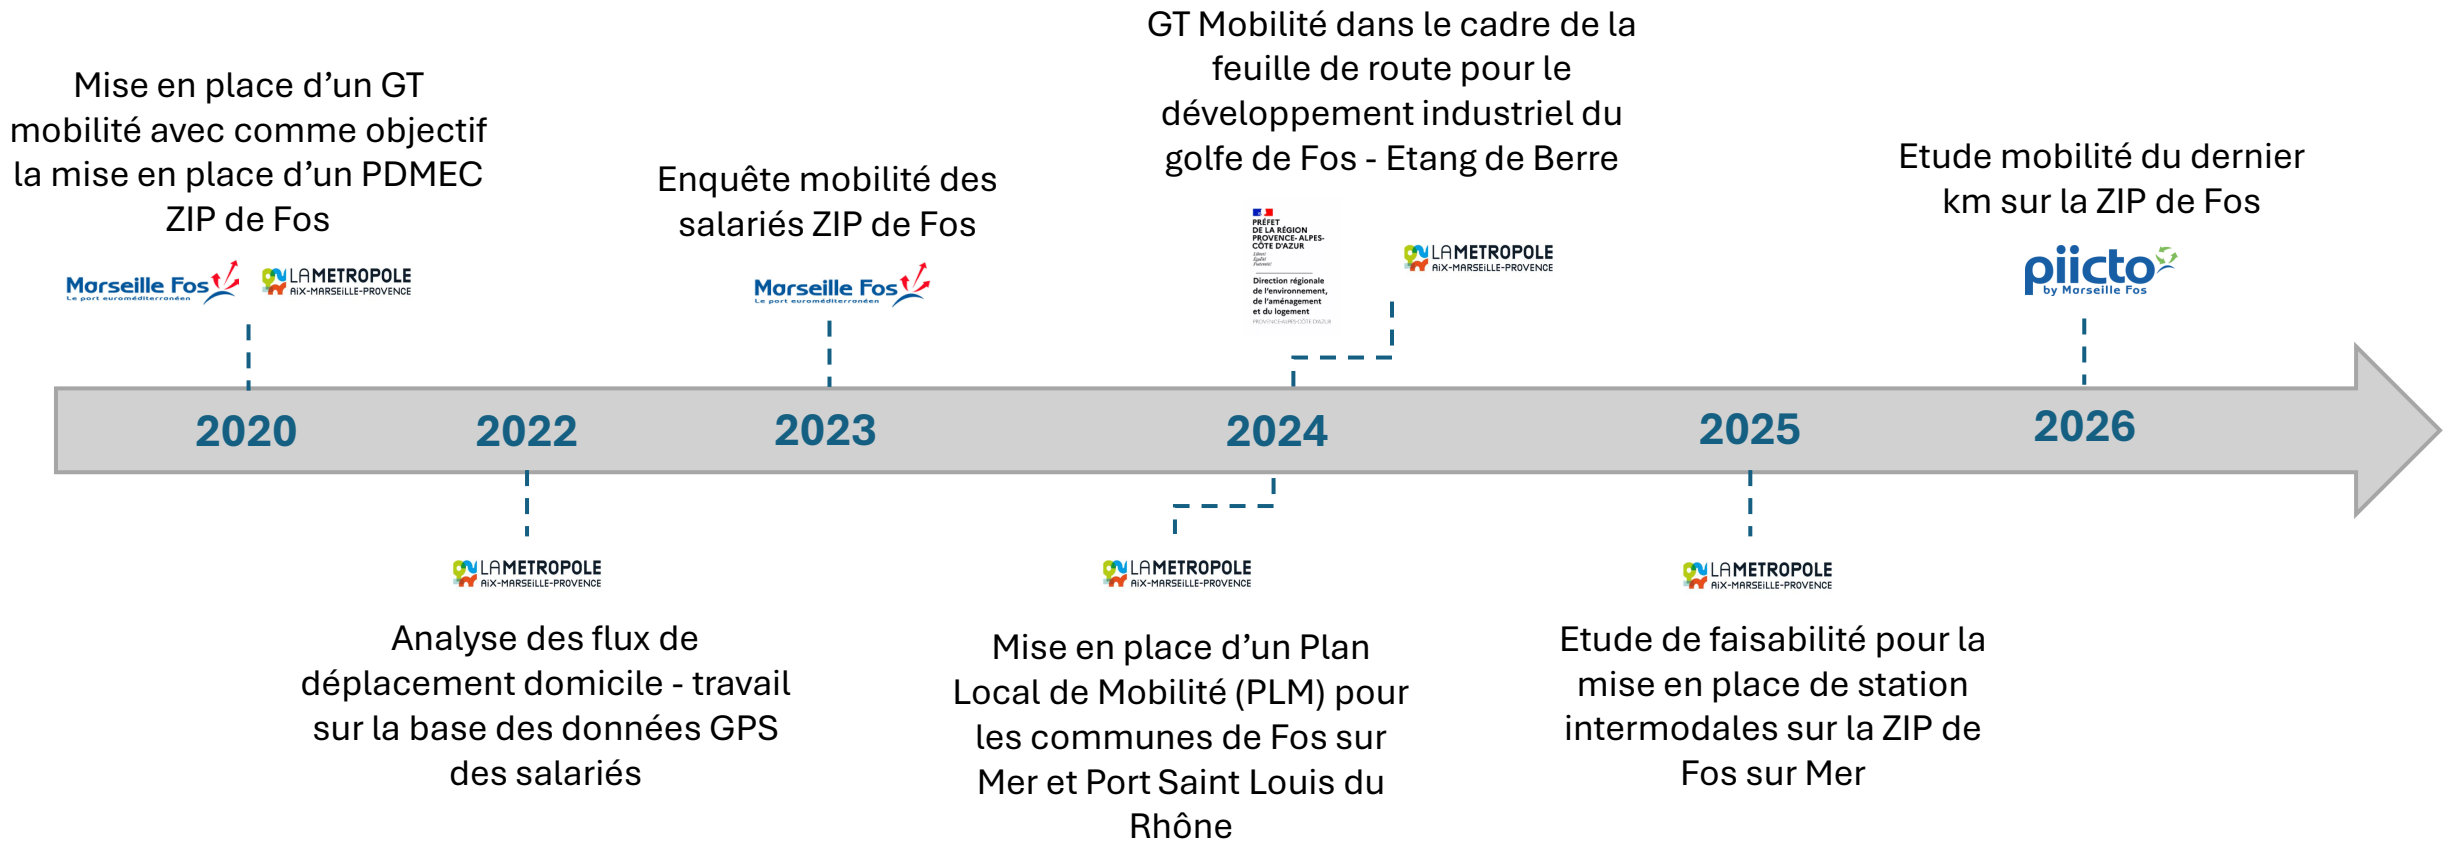 Mise en place d’un GT
mobilité avec comme objectif
la mise en place d’un PDMEC
ZIP de Fos
Marseille Fos
Le port euroméditerranéen
LAMETROPOLE
AIX-MARSEILLE-PROVENCE
Enquête mobilité des
salariés ZIP de Fos
Marseille Fos
Le port euroméditerranéen
GT Mobilité dans le cadre de la
feuille de route pour le
développement industriel du
golfe de Fos - Etang de Berre
PRÉFET
DE LA RÉGION
PROVENCE-ALPES-
CÔTE D'AZUR
Liberté
Égalité
Fraternité
Direction régionale
de l'environnement,
de l'aménagement
et du logement
PROVENCE-ALPES-CÔTE D'AZUR
LAMETROPOLE
AIX-MARSEILLE-PROVENCE
Etude mobilité du dernier
km sur la ZIP de Fos
piicto
by Marseille Fos
2020
2022
2023
2024
2025
2026
LAMETROPOLE
AIX-MARSEILLE-PROVENCE
Analyse des flux de
déplacement domicile - travail
sur la base des données GPS
des salariés
LAMETROPOLE
AIX-MARSEILLE-PROVENCE
Mise en place d’un Plan
Local de Mobilité (PLM) pour
les communes de Fos sur
Mer et Port Saint Louis du
Rhône
LAMETROPOLE
AIX-MARSEILLE-PROVENCE
Etude de faisabilité pour la
mise en place de station
intermodales sur la ZIP de
Fos sur Mer